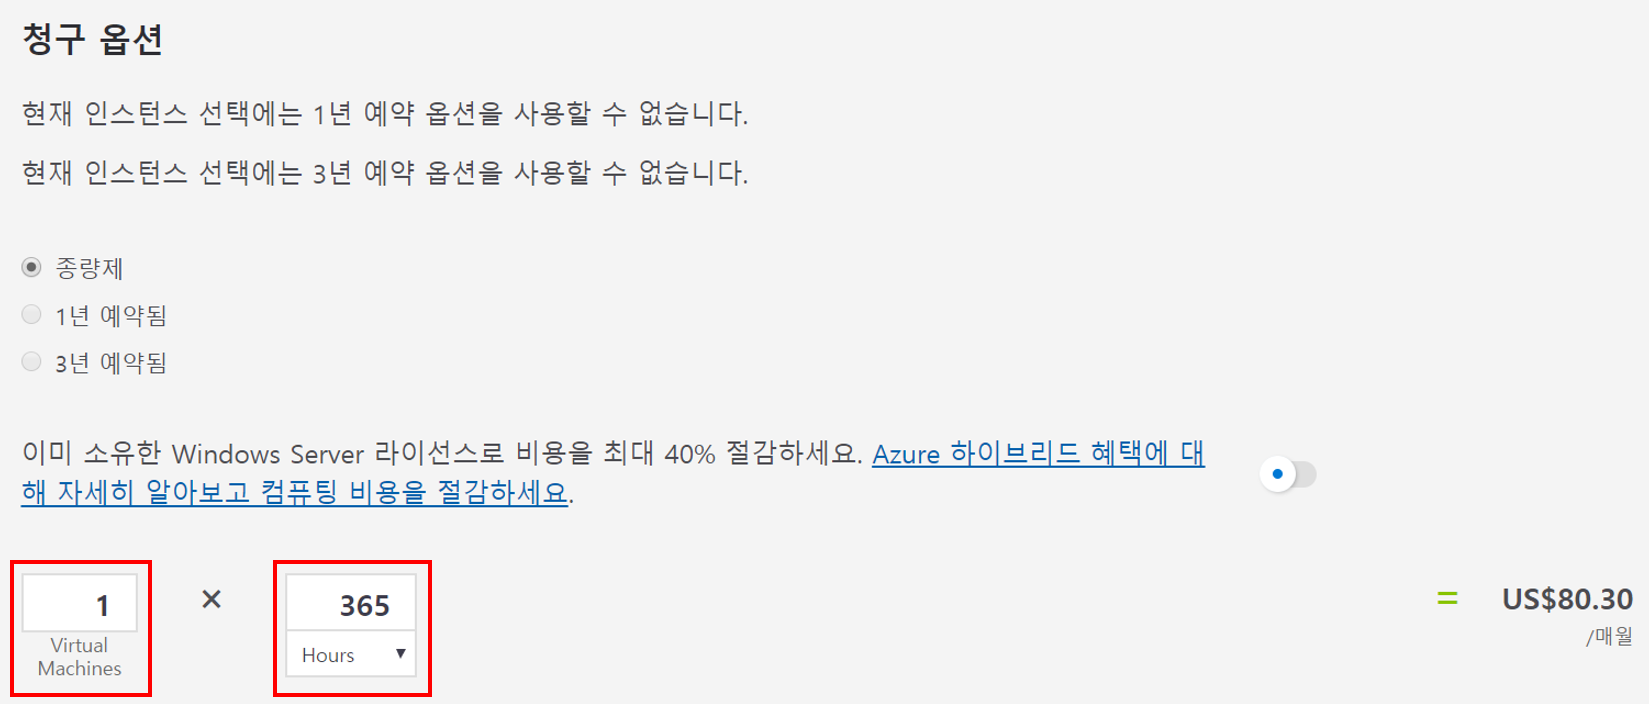 청구 옵션
현재 인스턴스 선택에는 1년 예약 옵션을 사용할 수 없습니다.
현재 인스턴스 선택에는 3년 예약 옵션을 사용할 수 없습니다.
종량제
1년 예약됨
3년 예약됨
이미 소유한 Windows Server 라이선스로 비용을 최대 40% 절감하세요. Azure 하이브리드 혜택에 대
해 자세히 알아보고 컴퓨팅 비용을 절감하세요.
1 × 365 = US$80.30
Virtual Hours ▼ /매월
Machines